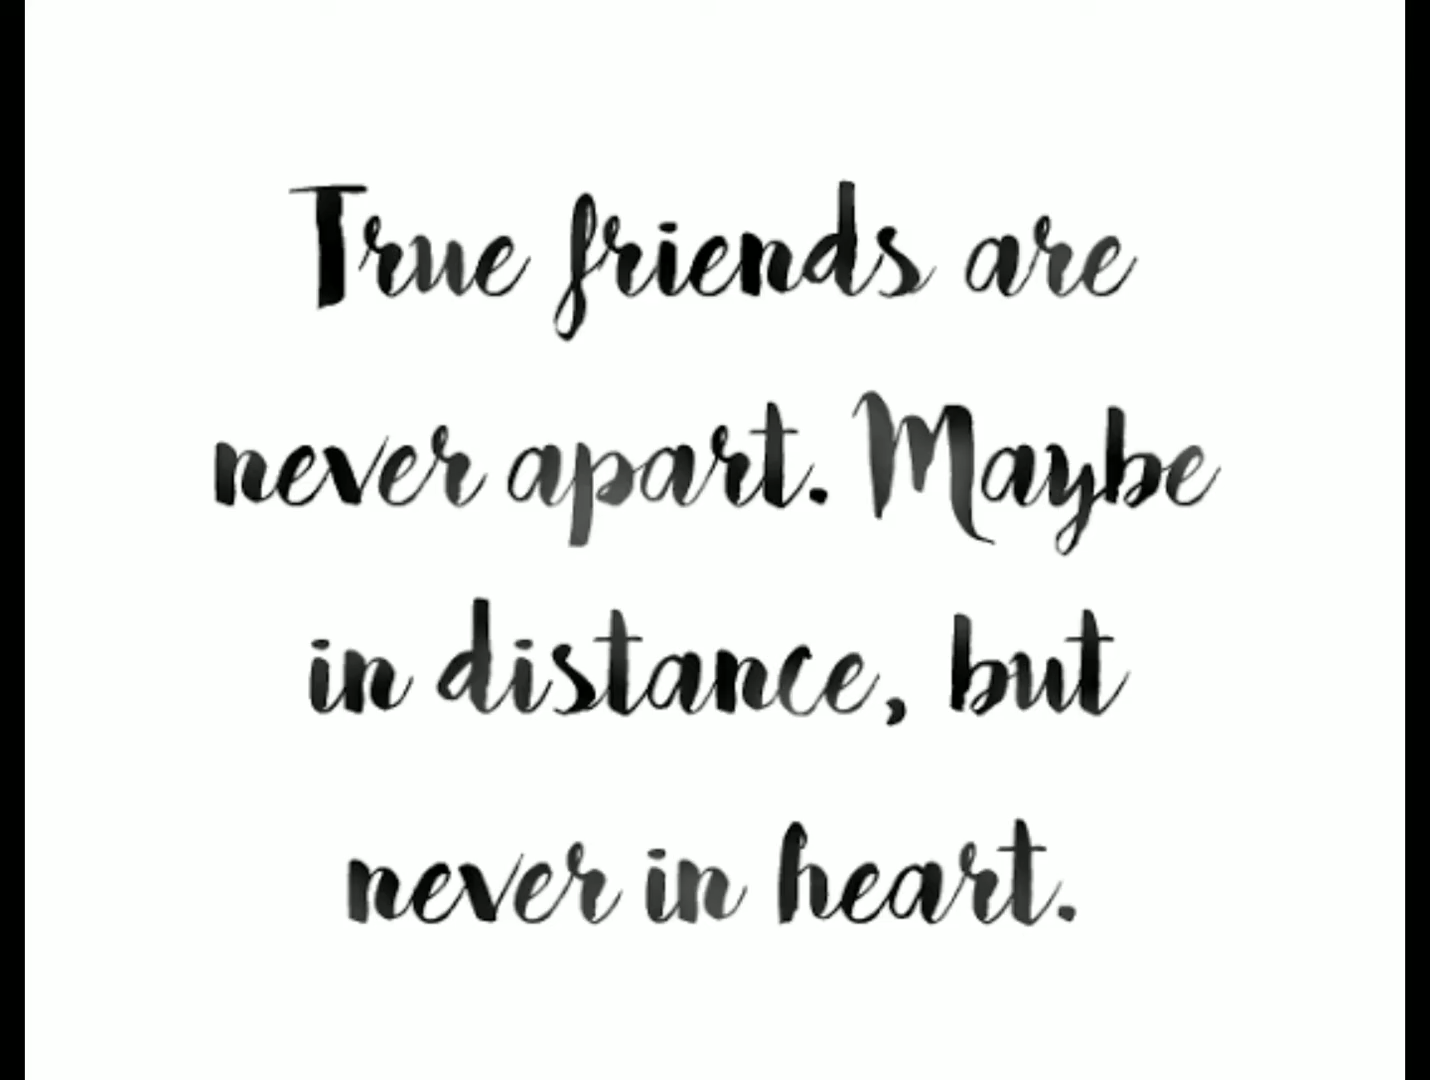 True friends are
never apart. Maybe
in distance, but
never in heart.